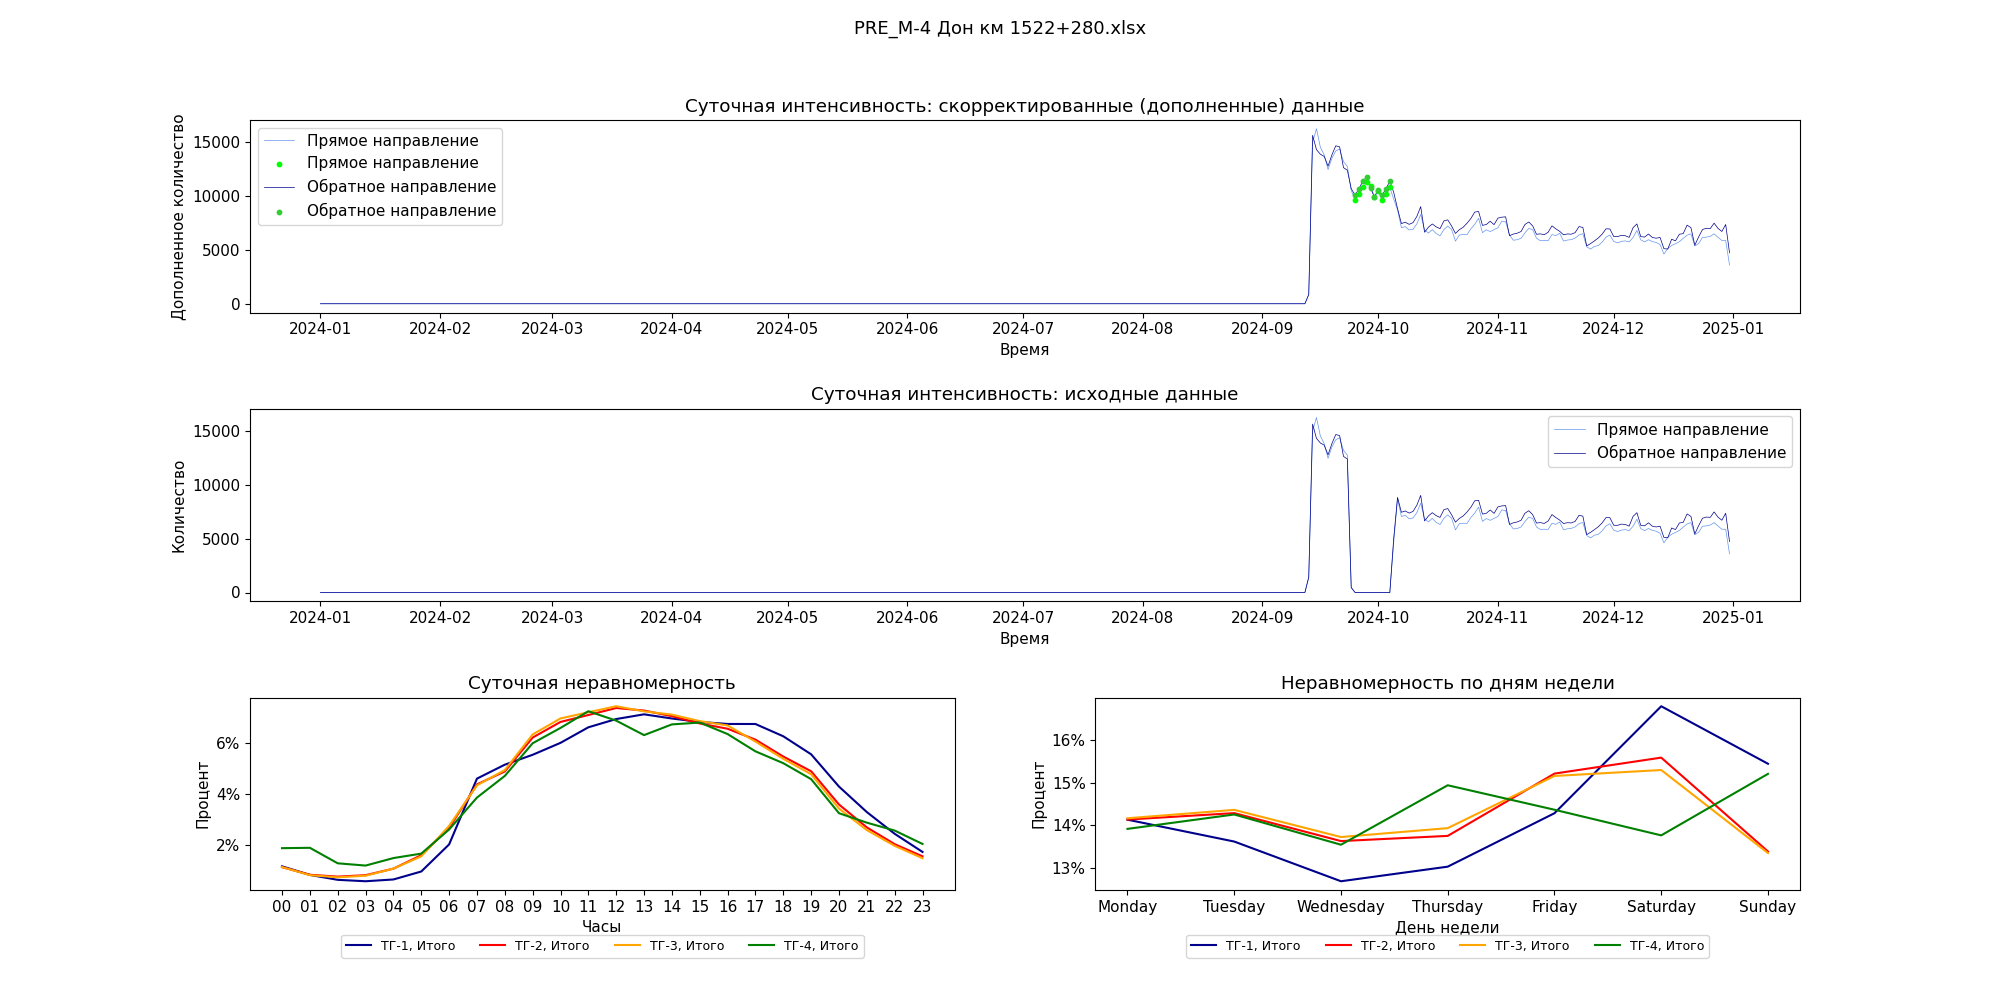 PRE_М-4 Дон км 1522+280.xlsx
Суточная интенсивность: скорректированные (дополненные) данные
Дополненное количество
15000
10000
5000
0
Прямое направление
Прямое направление
Обратное направление
Обратное направление
2024-01 2024-02 2024-03 2024-04 2024-05 2024-06 2024-07 2024-08 2024-09 2024-10 2024-11 2024-12 2025-01
Время
Суточная интенсивность: исходные данные
Количество
15000
10000
5000
0
Прямое направление
Обратное направление
2024-01 2024-02 2024-03 2024-04 2024-05 2024-06 2024-07 2024-08 2024-09 2024-10 2024-11 2024-12 2025-01
Время
Суточная неравномерность
Процент
6%
4%
2%
00 01 02 03 04 05 06 07 08 09 10 11 12 13 14 15 16 17 18 19 20 21 22 23
Часы
ТГ-1, Итого ТГ-2, Итого ТГ-3, Итого ТГ-4, Итого
Неравномерность по дням недели
Процент
16%
15%
14%
13%
Monday Tuesday Wednesday Thursday Friday Saturday Sunday
День недели
ТГ-1, Итого ТГ-2, Итого ТГ-3, Итого ТГ-4, Итого